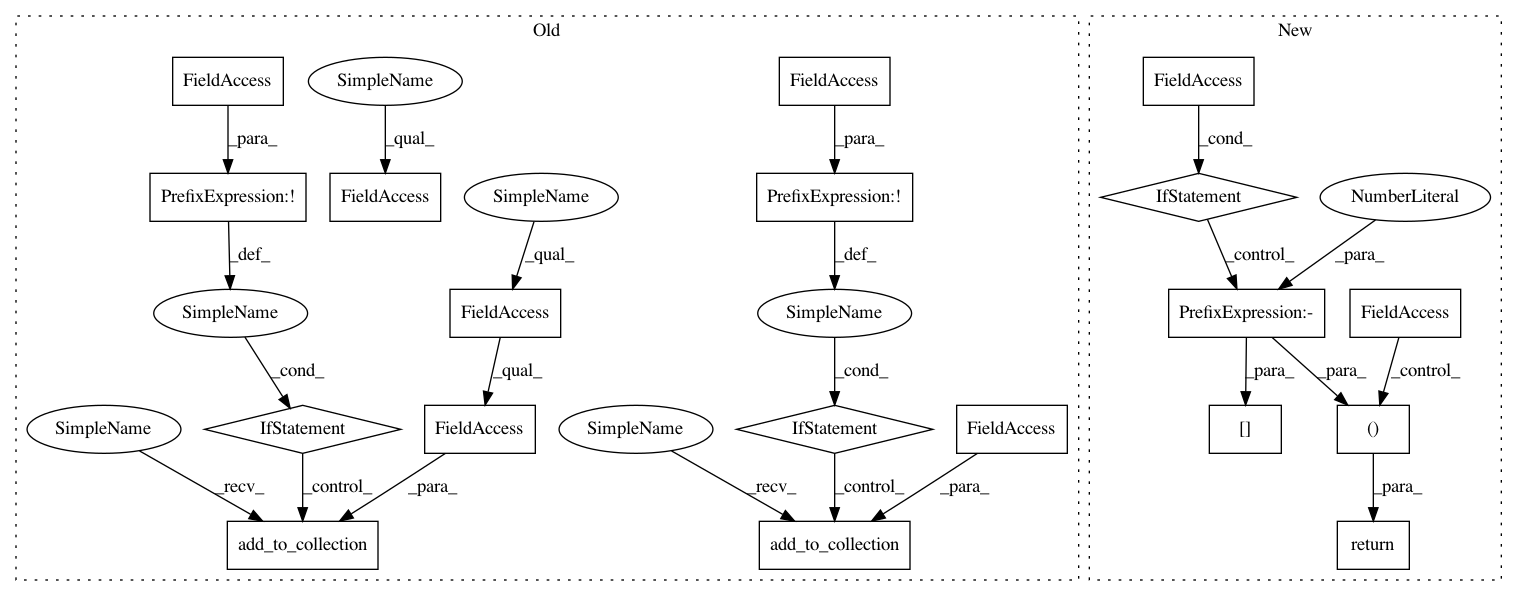 Old
New
FieldAccess
SimpleName
FieldAccess
FieldAccess
_para_
_qual_
_para_
_cond_
PrefixExpression:!
FieldAccess
SimpleName
PrefixExpression:!
IfStatement
NumberLiteral
_def_
_qual_
_def_
_control_
_para_
SimpleName
FieldAccess
SimpleName
PrefixExpression:-
FieldAccess
_cond_
_qual_
_cond_
_para_
_para_
_control_
SimpleName
IfStatement
FieldAccess
SimpleName
IfStatement
FieldAccess
[]
()
_recv_
_control_
_para_
_recv_
_control_
_para_
_para_
add_to_collection
add_to_collection
return